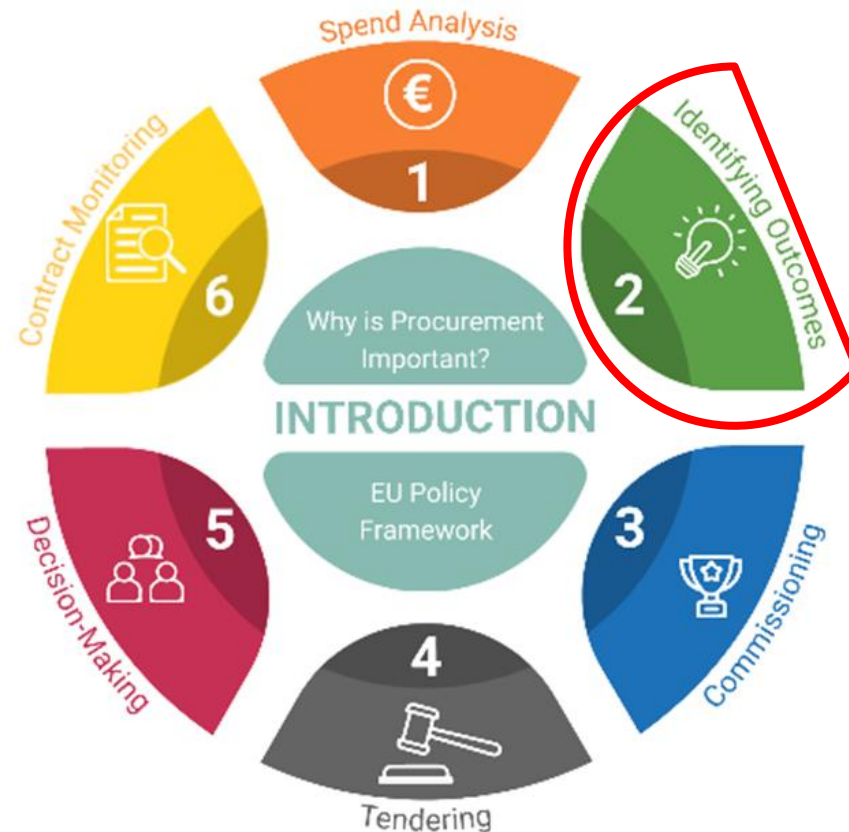 Spend Analysis
€
1
Identifying Outcomes
2
Contract Monitoring
6
Why is Procurement
Important?
INTRODUCTION
EU Policy
Framework
5
Decision-Making
3
Commissioning
4
Tendering